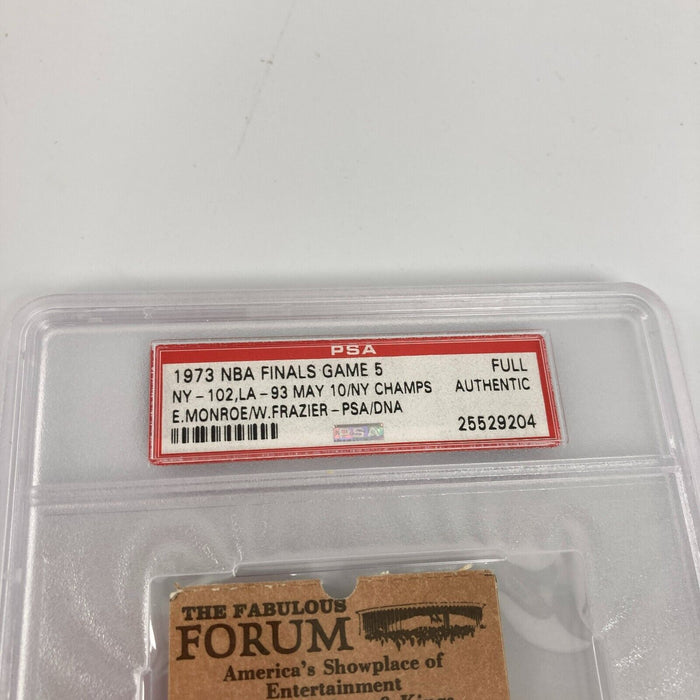 PSA
1973 NBA FINALS GAME 5 FULL
NY - 102, LA - 93 MAY 10/NY CHAMPS AUTHENTIC
E.MONROE/W.FRAZIER - PSA/DNA
PSA 25529204
THE FABULOUS
FORUM
America's Showplace of
Entertainment
& Kings